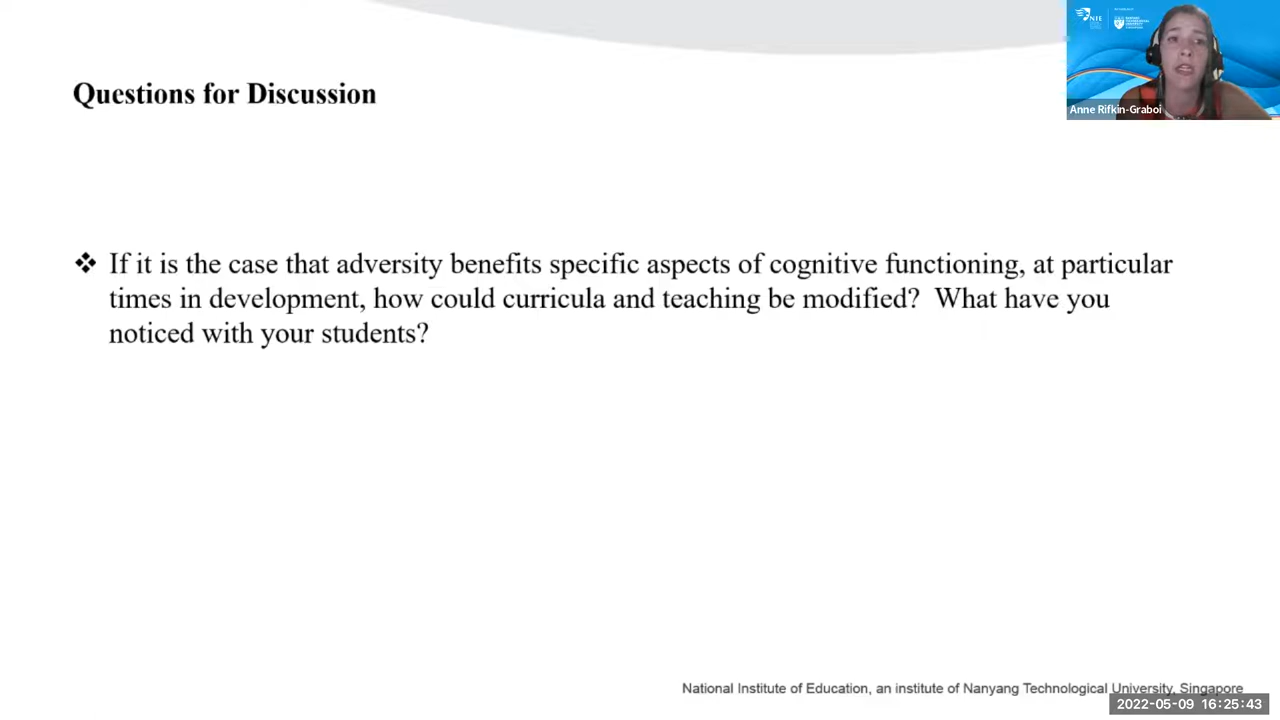 NIE
Anne Rifkin-Graboi
Questions for Discussion
❖ If it is the case that adversity benefits specific aspects of cognitive functioning, at particular
times in development, how could curricula and teaching be modified?  What have you
noticed with your students?
National Institute of Education, an institute of Nanyang Technological University, Singapore
2022-05-09 16:25:43